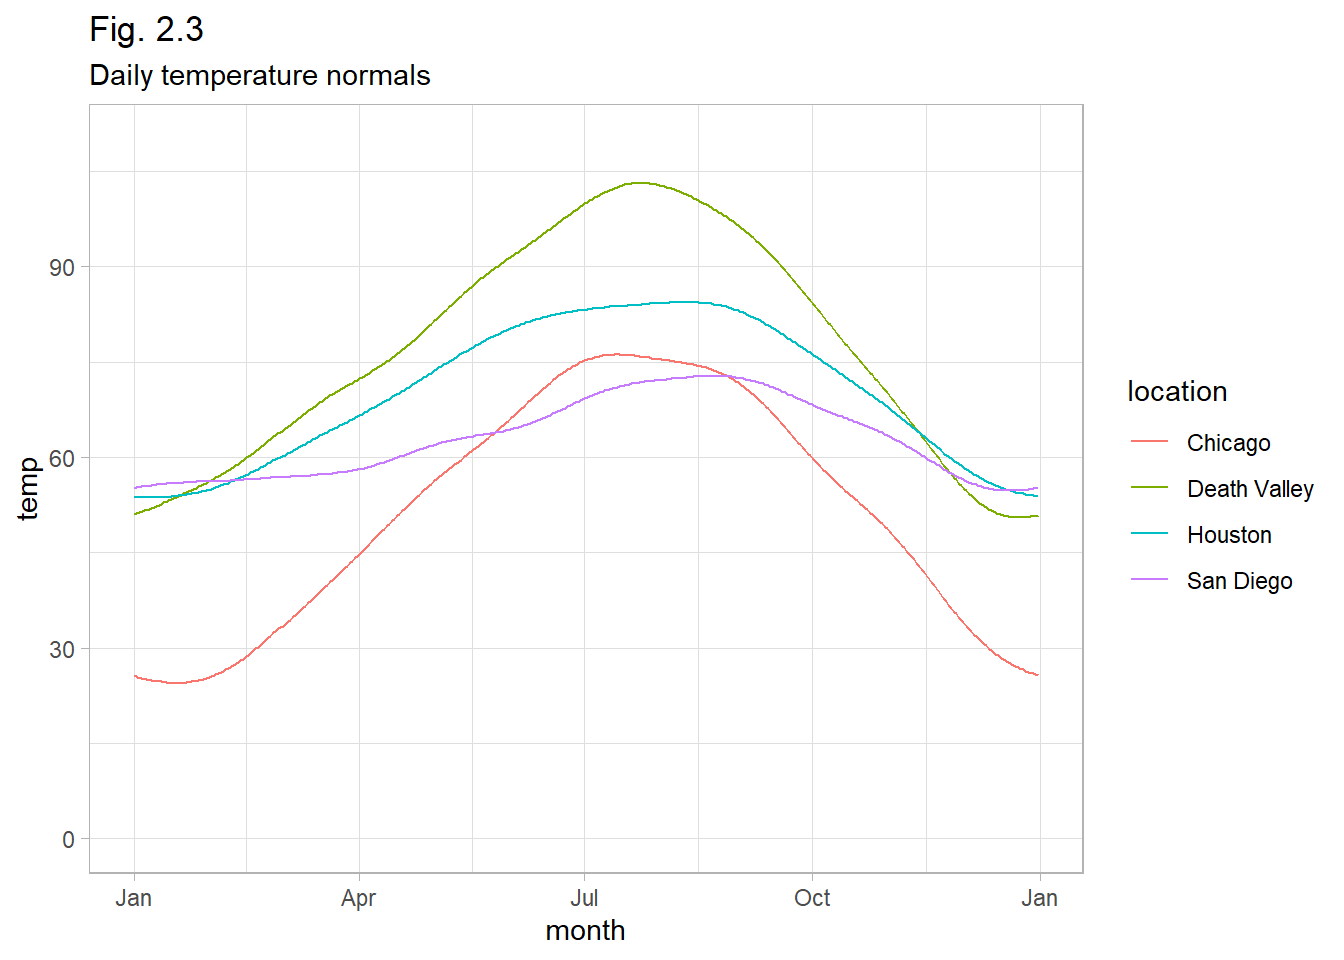 Fig. 2.3
Daily temperature normals
90
60
30
0
temp
Jan Apr Jul Oct Jan
month
location
Chicago
Death Valley
Houston
San Diego